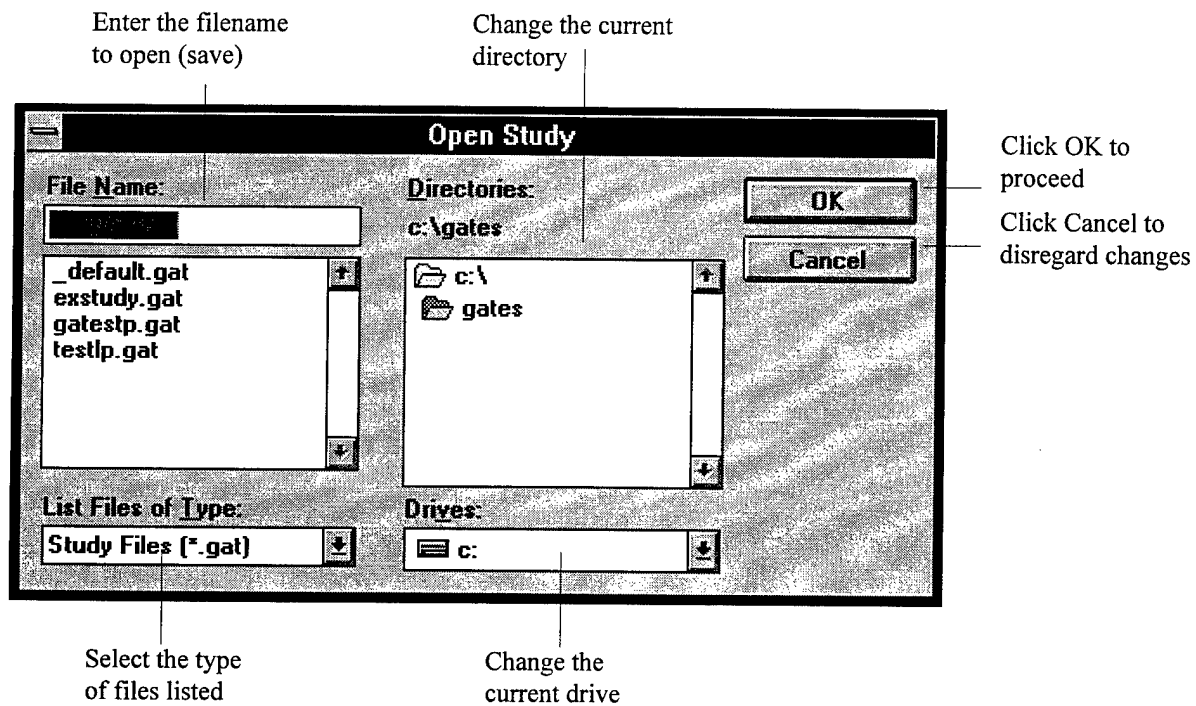 Enter the filename
to open (save)
Change the current
directory
Open Study
File Name:
Directories:
c:\gates
OK
Cancel
Click OK to
proceed
Click Cancel to
disregard changes
_default.gat
exstudy.gat
gatestp.gat
testlp.gat
c:\
gates
List Files of Type:
Study Files (*.gat)
Drives:
c:
Select the type
of files listed
Change the
current drive